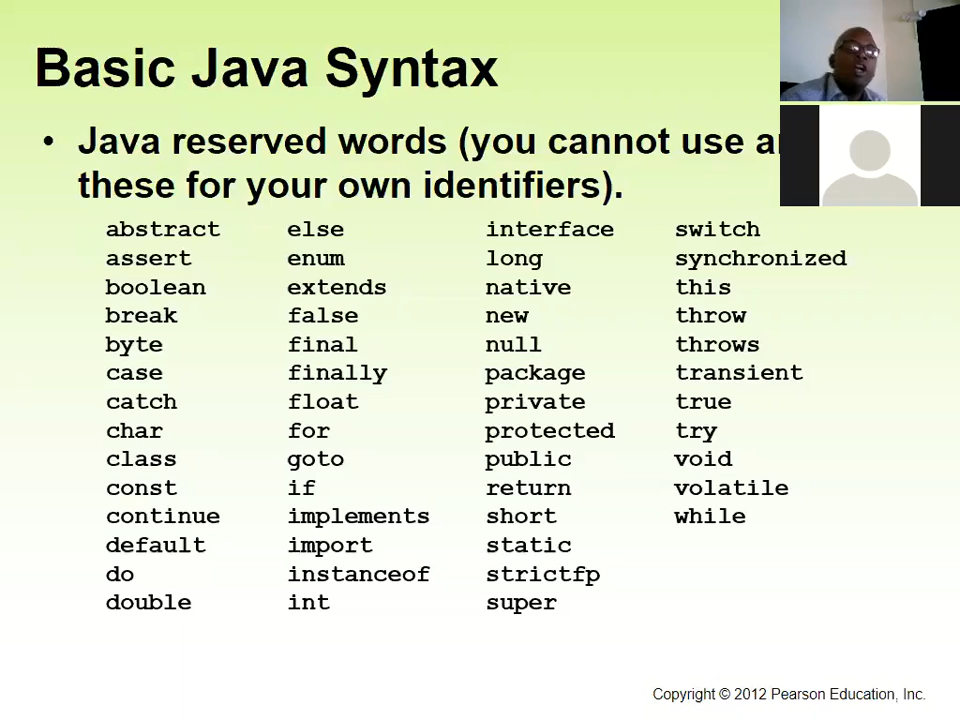 Basic Java Syntax
• Java reserved words (you cannot use
these for your own identifiers).
abstract else interface switch
assert enum long synchronized
boolean extends native this
break false new throw
byte final null throws
case finally package transient
catch float private true
char for protected try
class goto public void
const if return volatile
continue implements short while
default import static
do instanceof strictfp
double int super
Copyright © 2012 Pearson Education, Inc.